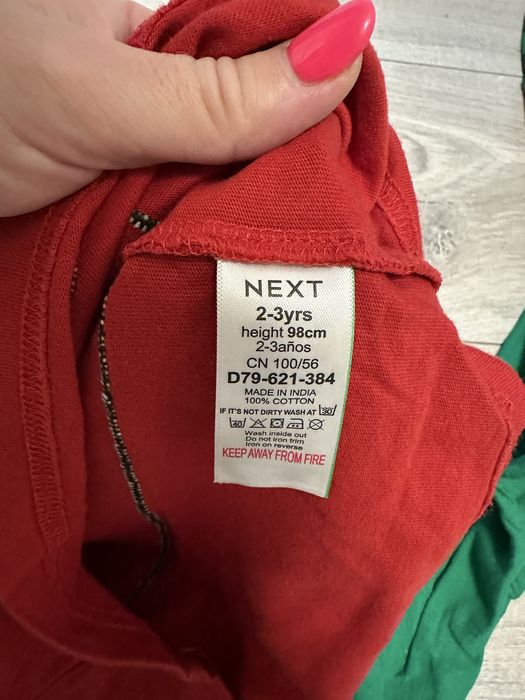 NEXT
2-3yrs
height 98cm
2-3años
CN 100/56
D79-621-384
MADE IN INDIA
100% COTTON
IF IT'S NOT DIRTY WASH AT 30
40
Wash inside out
Do not iron trim
Iron on reverse
KEEP AWAY FROM FIRE